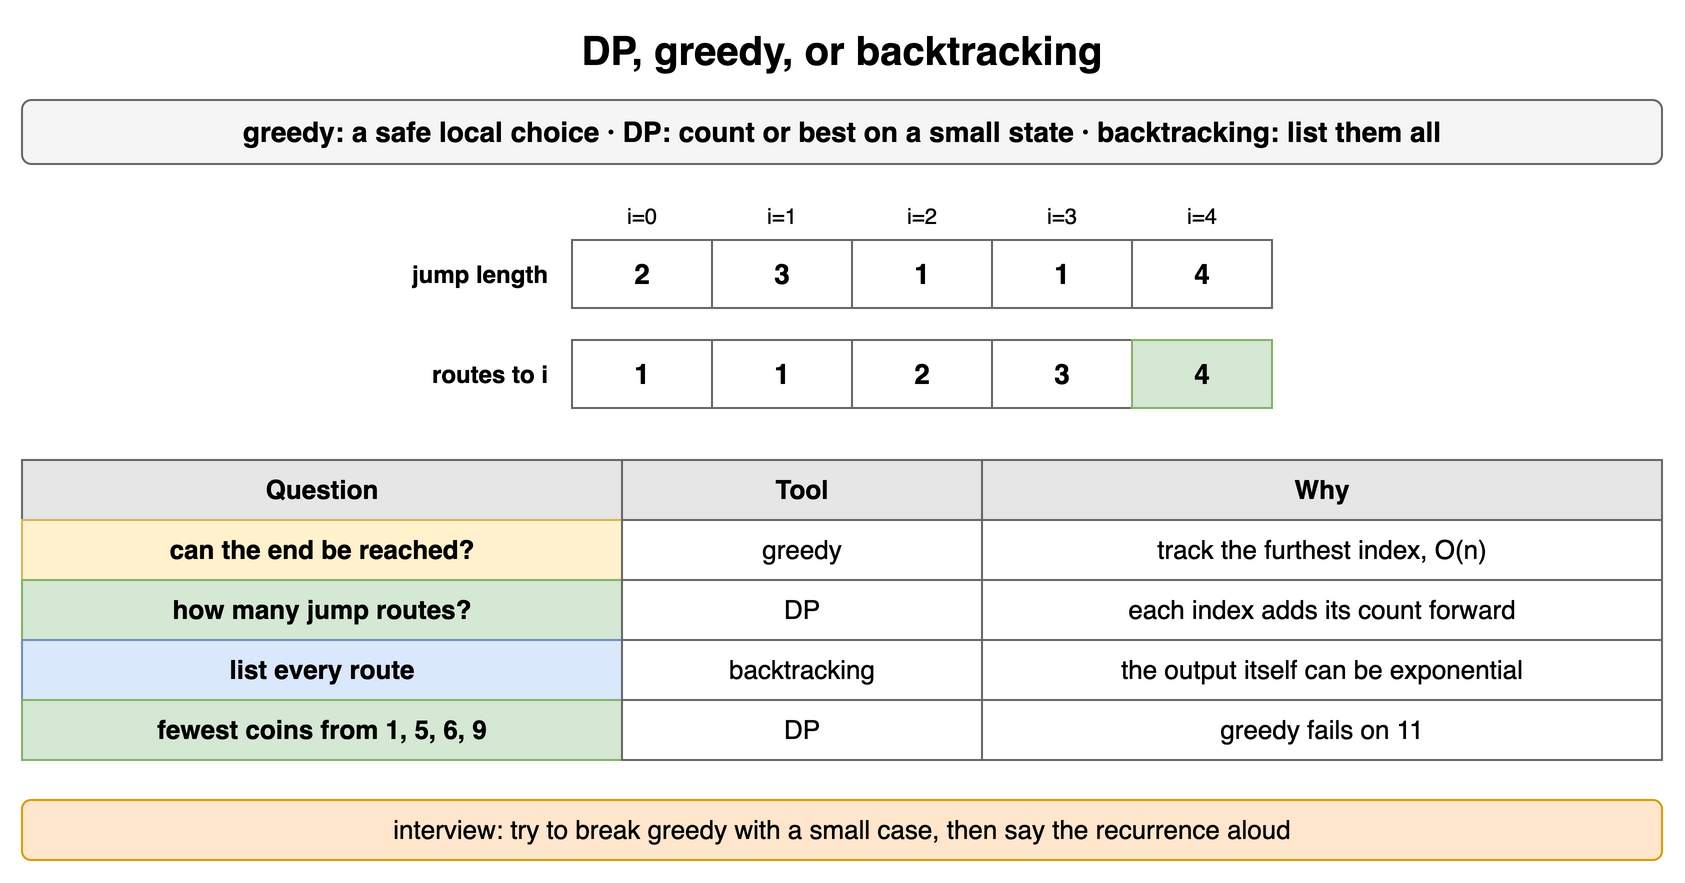 DP, greedy, or backtracking
greedy: a safe local choice · DP: count or best on a small state · backtracking: list them all
i=0 i=1 i=2 i=3 i=4
jump length 2 3 1 1 4
routes to i 1 1 2 3 4
Question Tool Why
can the end be reached? greedy track the furthest index, O(n)
how many jump routes? DP each index adds its count forward
list every route backtracking the output itself can be exponential
fewest coins from 1, 5, 6, 9 DP greedy fails on 11
interview: try to break greedy with a small case, then say the recurrence aloud